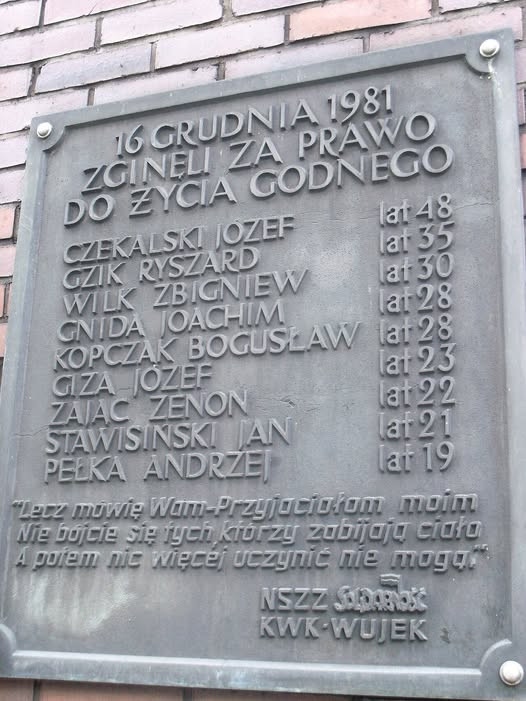 16 GRUDNIA 1981
ZGINĘLI ZA PRAWO
DO ŻYCIA GODNEGO
CZEKALSKI JÓZEF lat 48
GZIK RYSZARD lat 35
WILK ZBIGNIEW lat 30
GNIDA JOACHIM lat 28
KOPCZAK BOGUSŁAW lat 28
GIZA JÓZEF lat 23
ZAJĄC ZENON lat 22
STAWISIŃSKI JAN lat 21
PEŁKA ANDRZEJ lat 19
"Lecz mówię Wam-Przyjaciołom moim
Nie bójcie się tych, którzy zabijają ciało
A potem nic więcej uczynić nie mogą."
NSZZ Solidarność
KWK·WUJEK